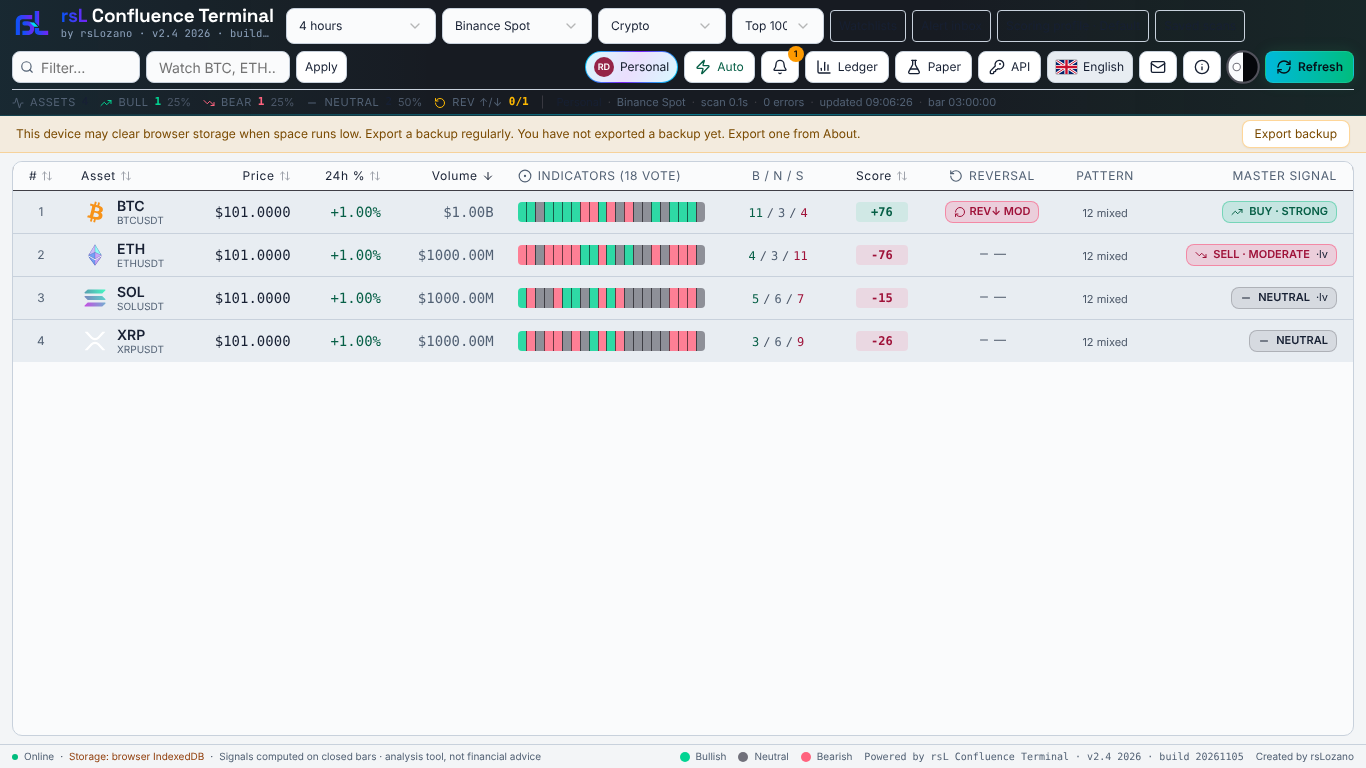 rsL Confluence Terminal
by rsLozano · v2.4 2026 · build…
4 hours
Binance Spot
Crypto
Top 100
Filter...
Watch BTC, ETH..
Apply
RD Personal
Auto
1
Ledger
Paper
API
English
Refresh
ASSETS BULL 1 25% BEAR 1 25% NEUTRAL 50% REV ↑/↓ 0/1 · Binance Spot · scan 0.1s · 0 errors · updated 09:06:26 · bar 03:00:00
This device may clear browser storage when space runs low. Export a backup regularly. You have not exported a backup yet. Export one from About.
Export backup
# Asset Price 24h % Volume ↓ INDICATORS (18 VOTE) B / N / S Score REVERSAL PATTERN MASTER SIGNAL
1 BTC BTCUSDT $101.0000 +1.00% $1.00B 11 / 3 / 4 +76 REV↓ MOD 12 mixed BUY · STRONG
2 ETH ETHUSDT $101.0000 +1.00% $1000.00M 4 / 3 / 11 -76 — — 12 mixed SELL · MODERATE ·lv
3 SOL SOLUSDT $101.0000 +1.00% $1000.00M 5 / 6 / 7 -15 — — 12 mixed — NEUTRAL ·lv
4 XRP XRPUSDT $101.0000 +1.00% $1000.00M 3 / 6 / 9 -26 — — 12 mixed — NEUTRAL
Online · Storage: browser IndexedDB · Signals computed on closed bars · analysis tool, not financial advice
Bullish Neutral Bearish Powered by rsL Confluence Terminal · v2.4 2026 · build 20261105 Created by rsLozano